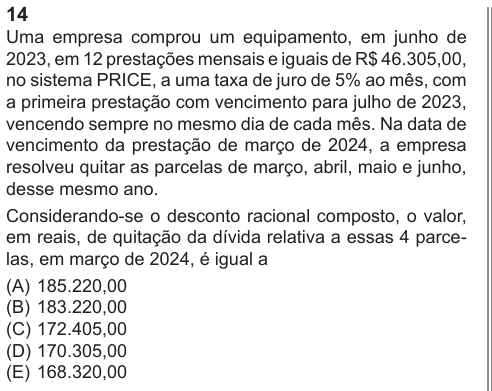 14
Uma empresa comprou um equipamento, em junho de
2023, em 12 prestações mensais e iguais de R$ 46.305,00,
no sistema PRICE, a uma taxa de juro de 5% ao mês, com
a primeira prestação com vencimento para julho de 2023,
vencendo sempre no mesmo dia de cada mês. Na data de
vencimento da prestação de março de 2024, a empresa
resolveu quitar as parcelas de março, abril, maio e junho,
desse mesmo ano.
Considerando-se o desconto racional composto, o valor,
em reais, de quitação da dívida relativa a essas 4 parce-
las, em março de 2024, é igual a
(A) 185.220,00
(B) 183.220,00
(C) 172.405,00
(D) 170.305,00
(E) 168.320,00